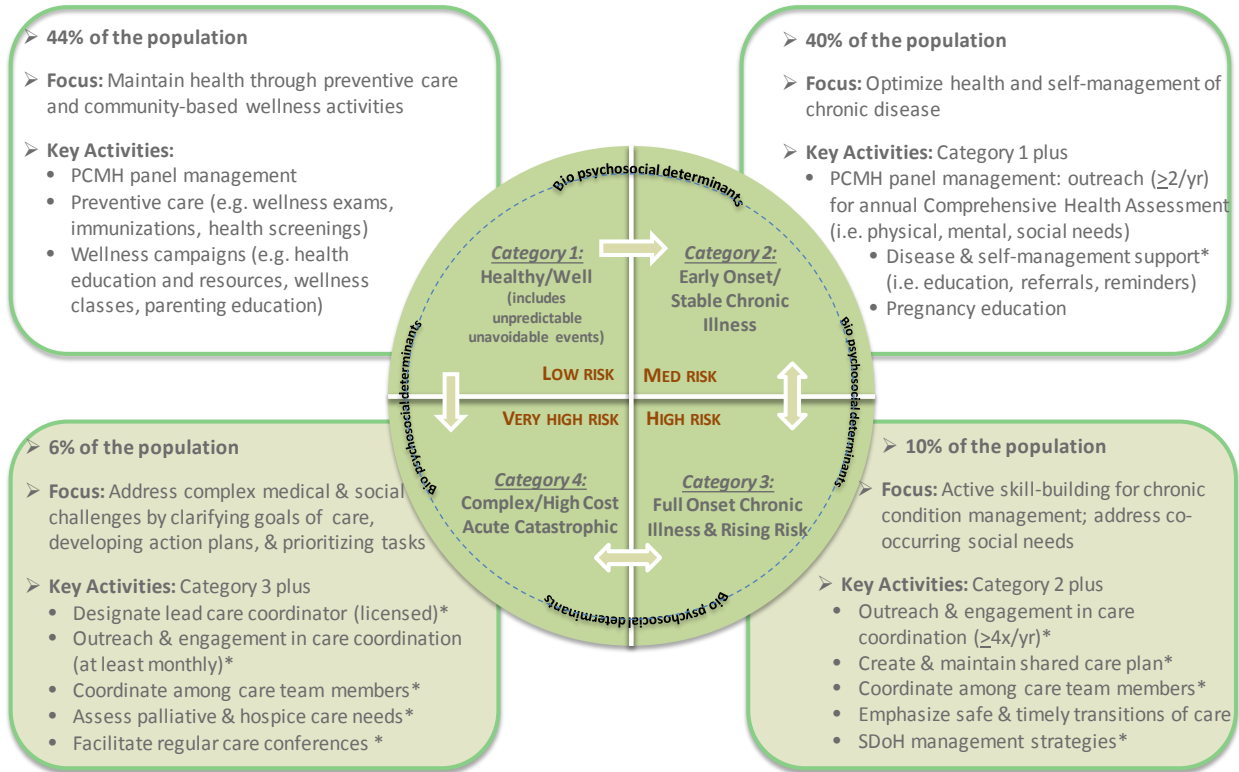 ➢ 44% of the population
➢ Focus: Maintain health through preventive care
and community-based wellness activities
➢ Key Activities:
• PCMH panel management
• Preventive care (e.g. wellness exams,
immunizations, health screenings)
• Wellness campaigns (e.g. health
education and resources, wellness
classes, parenting education)
➢ 40% of the population
➢ Focus: Optimize health and self-management of
chronic disease
➢ Key Activities: Category 1 plus
• PCMH panel management: outreach (≥2/yr)
for annual Comprehensive Health Assessment
(i.e. physical, mental, social needs)
• Disease & self-management support*
(i.e. education, referrals, reminders)
• Pregnancy education
Bio psychosocial determinants
Bio psychosocial determinants
Bio psychosocial determinants
Bio psychosocial determinants
Bio psychosocial determinants
Category 1:
Healthy/Well
(includes
unpredictable
unavoidable events)
LOW RISK
Category 2:
Early Onset/
Stable Chronic
Illness
MED RISK
VERY HIGH RISK
Category 4:
Complex/High Cost
Acute Catastrophic
HIGH RISK
Category 3:
Full Onset Chronic
Illness & Rising Risk
➢ 6% of the population
➢ Focus: Address complex medical & social
challenges by clarifying goals of care,
developing action plans, & prioritizing tasks
➢ Key Activities: Category 3 plus
• Designate lead care coordinator (licensed)*
• Outreach & engagement in care coordination
(at least monthly)*
• Coordinate among care team members*
• Assess palliative & hospice care needs*
• Facilitate regular care conferences *
➢ 10% of the population
➢ Focus: Active skill-building for chronic
condition management; address co-
occurring social needs
➢ Key Activities: Category 2 plus
• Outreach & engagement in care
coordination (≥4x/yr)*
• Create & maintain shared care plan*
• Coordinate among care team members*
• Emphasize safe & timely transitions of care
• SDoH management strategies*